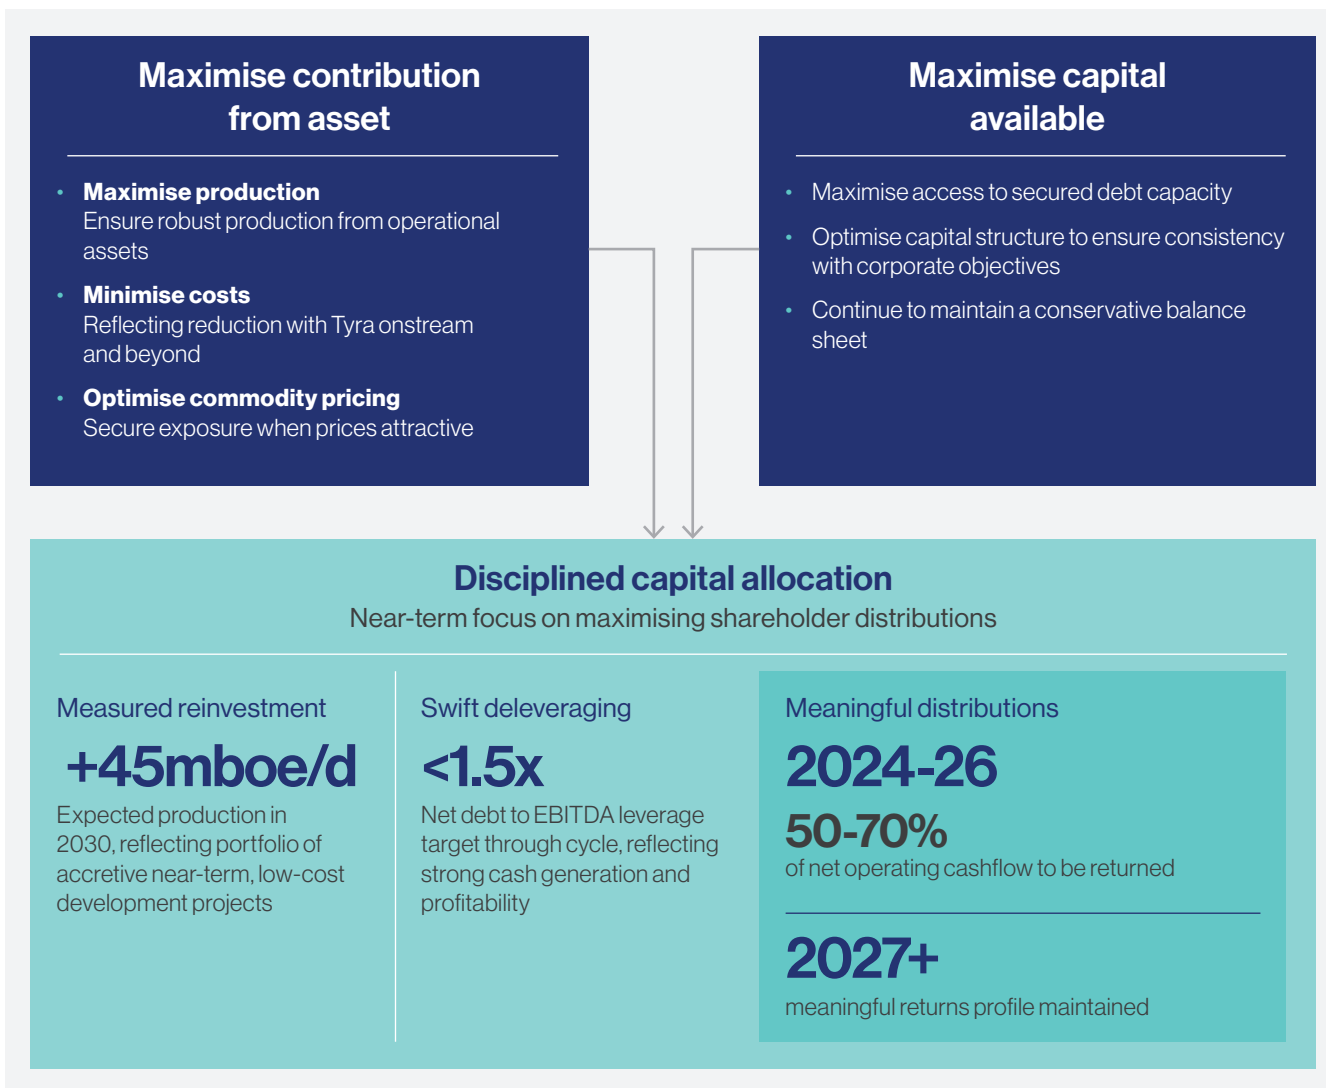 Maximise contribution
from asset
• Maximise production
Ensure robust production from operational
assets
• Minimise costs
Reflecting reduction with Tyra onstream
and beyond
• Optimise commodity pricing
Secure exposure when prices attractive
Maximise capital
available
• Maximise access to secured debt capacity
• Optimise capital structure to ensure consistency
with corporate objectives
• Continue to maintain a conservative balance
sheet
Disciplined capital allocation
Near-term focus on maximising shareholder distributions
Measured reinvestment
+45mboe/d
Expected production in
2030, reflecting portfolio of
accretive near-term, low-cost
development projects
Swift deleveraging
<1.5x
Net debt to EBITDA leverage
target through cycle, reflecting
strong cash generation and
profitability
Meaningful distributions
2024-26
50-70%
of net operating cashflow to be returned
2027+
meaningful returns profile maintained